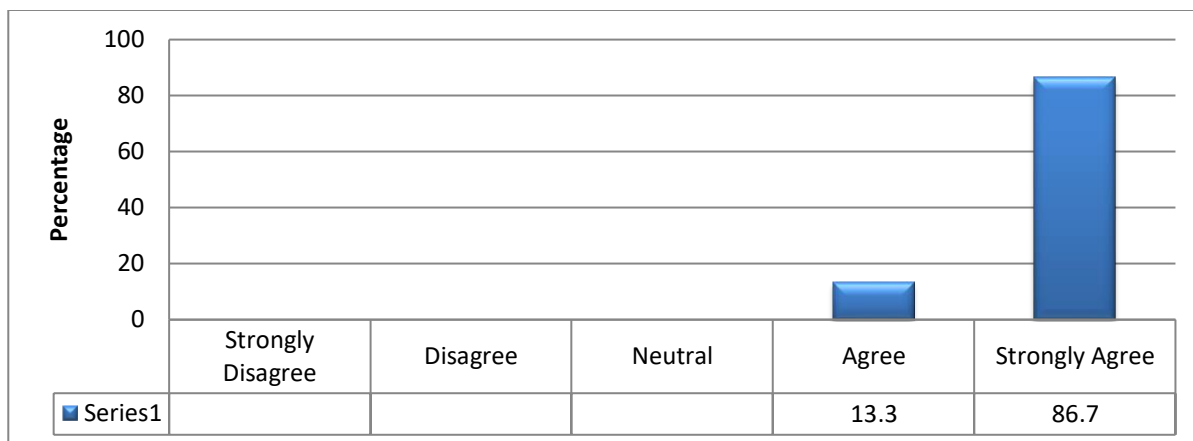 100
80
60
40
20
0
Percentage
Strongly
Disagree
Disagree
Neutral
Agree
Strongly Agree
Series1
13.3
86.7